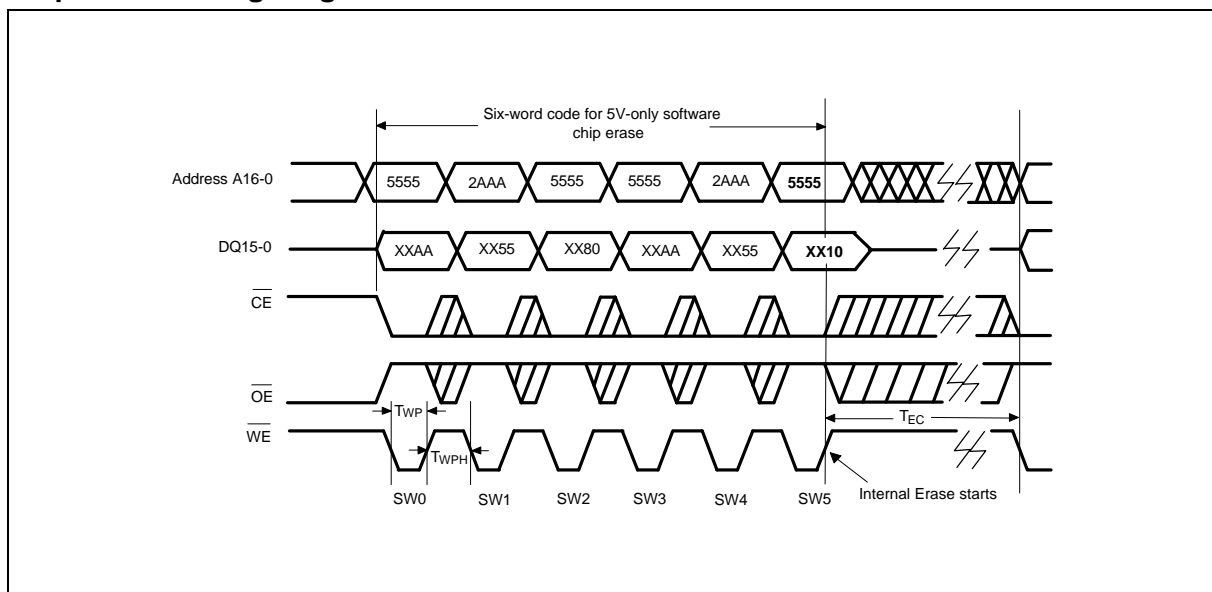 Six-word code for 5V-only software
chip erase
Address A16-0
5555
2AAA
5555
5555
2AAA
5555
DQ15-0
XXAA
XX55
XX80
XXAA
XX55
XX10
CE
OE
TWP
TEC
WE
TWPH
Internal Erase starts
SW0
SW1
SW2
SW3
SW4
SW5